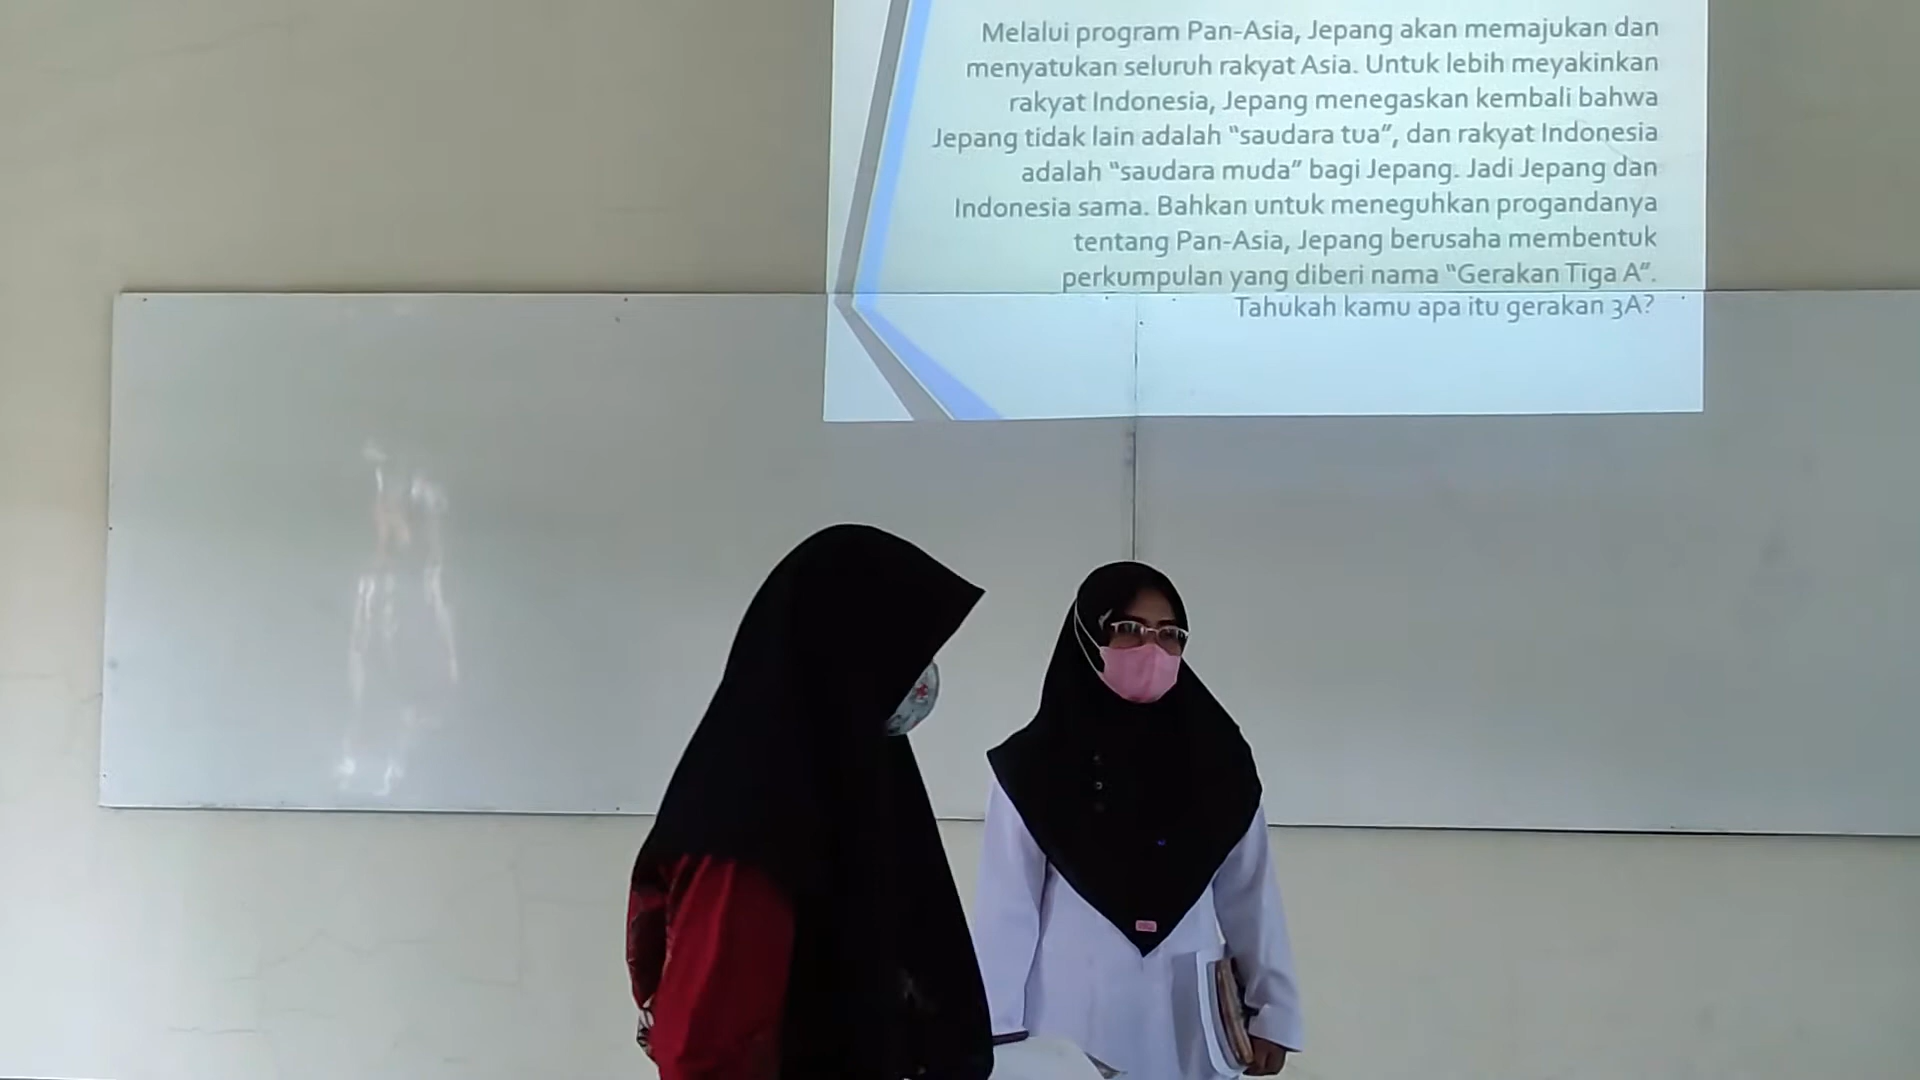 Melalui program Pan-Asia, Jepang akan memajukan dan
menyatukan seluruh rakyat Asia. Untuk lebih meyakinkan
rakyat Indonesia, Jepang menegaskan kembali bahwa
Jepang tidak lain adalah “saudara tua”, dan rakyat Indonesia
adalah “saudara muda” bagi Jepang. Jadi Jepang dan
Indonesia sama. Bahkan untuk meneguhkan progandanya
tentang Pan-Asia, Jepang berusaha membentuk
perkumpulan yang diberi nama “Gerakan Tiga A”.
Tahukah kamu apa itu gerakan 3A?